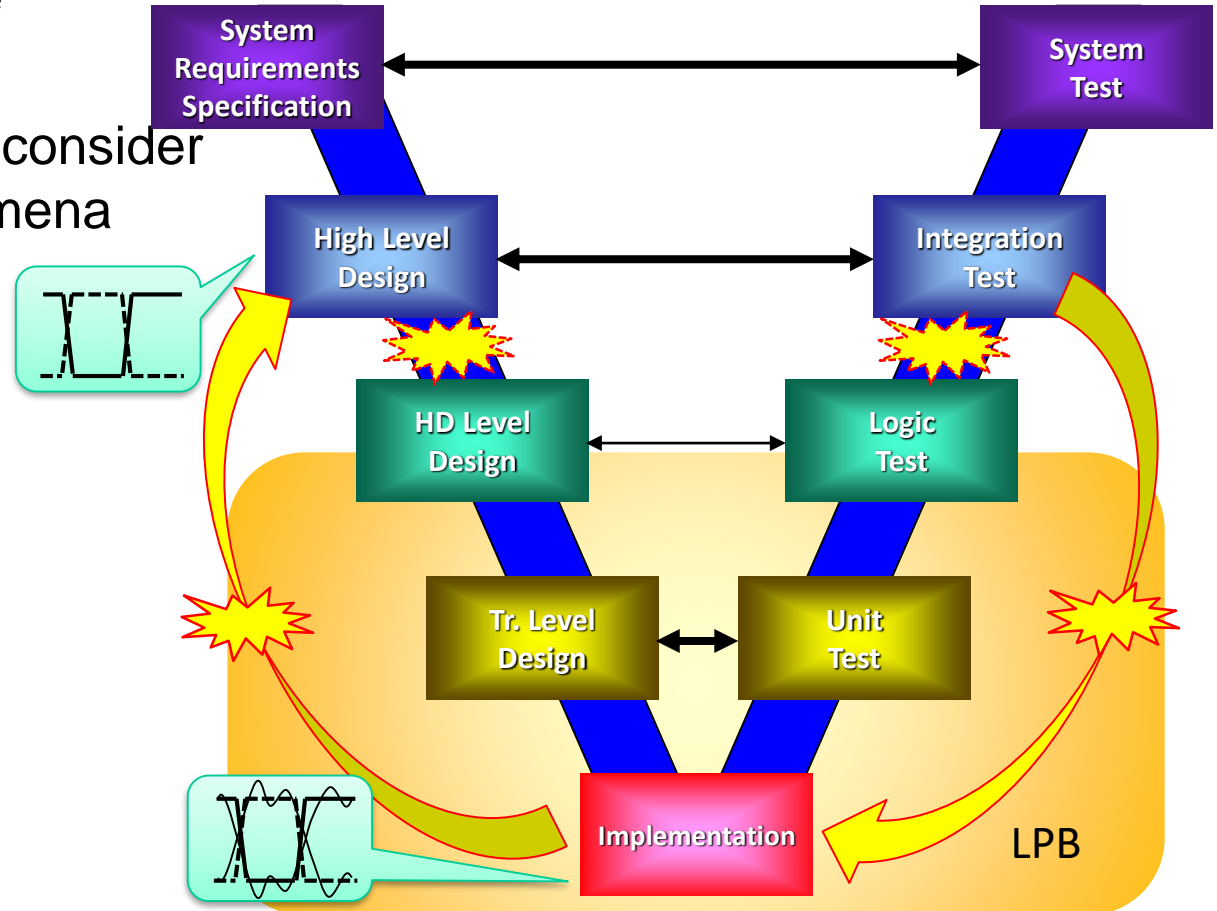 System
Requirements
Specification
System
Test
consider
High Level
Design
Integration
Test
HD Level
Design
Logic
Test
Tr. Level
Design
Unit
Test
Implementation
LPB